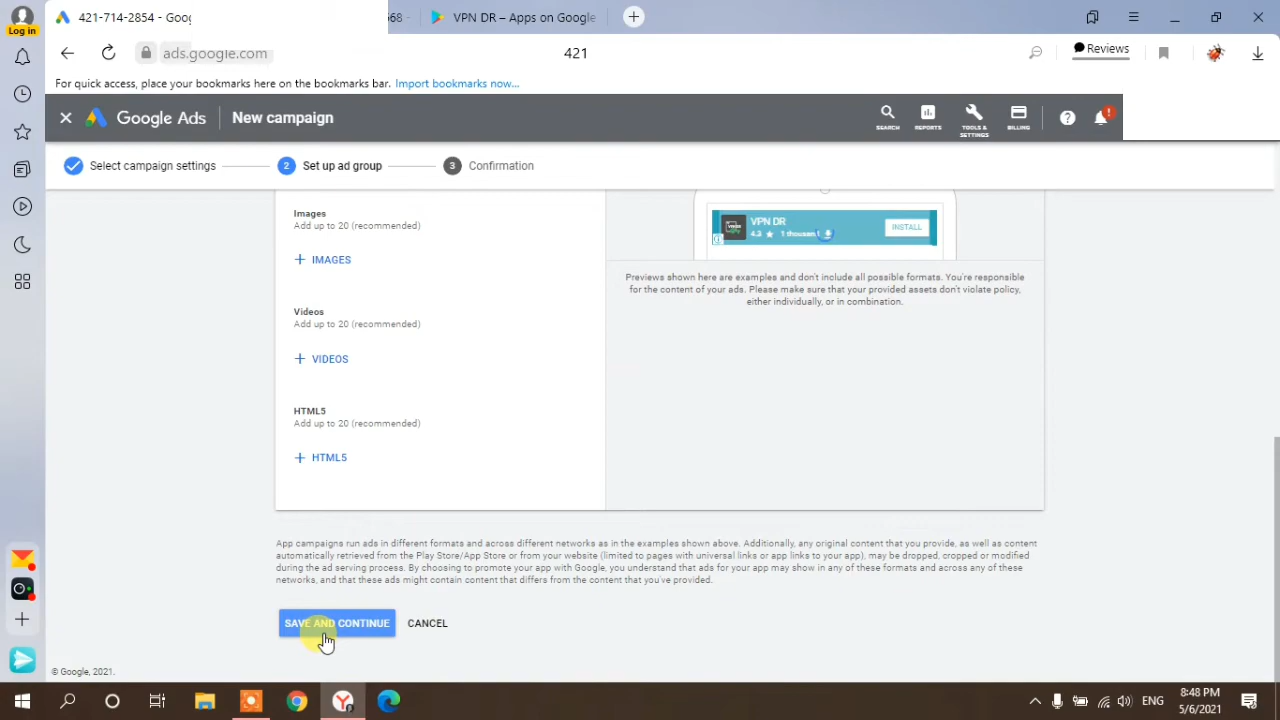 421-714-2854 - Goo
668 -
VPN DR – Apps on Google
Log in
ads.google.com
421
Reviews
For quick access, place your bookmarks here on the bookmarks bar. Import bookmarks now...
Google Ads
New campaign
SEARCH
REPORTS
TOOLS & SETTINGS
BILLING
?
!
Select campaign settings
2 Set up ad group
3 Confirmation
Images
Add up to 20 (recommended)
+ IMAGES
Videos
Add up to 20 (recommended)
+ VIDEOS
HTML5
Add up to 20 (recommended)
+ HTML5
VPN DR
4.3 ★ 1 thousan
INSTALL
Previews shown here are examples and don't include all possible formats. You're responsible
for the content of your ads. Please make sure that your provided assets don't violate policy,
either individually, or in combination.
App campaigns run ads in different formats and across different networks as in the examples shown above. Additionally, any original content that you provide, as well as content
automatically retrieved from the Play Store/App Store or from your website (limited to pages with universal links or app links to your app), may be dropped, cropped or modified
during the ad serving process. By choosing to promote your app with Google, you understand that ads for your app may show in any of these formats and across any of these
networks, and that these ads might contain content that differs from the content that you've provided.
SAVE AND CONTINUE
CANCEL
© Google, 2021.
ENG
8:48 PM
5/6/2021